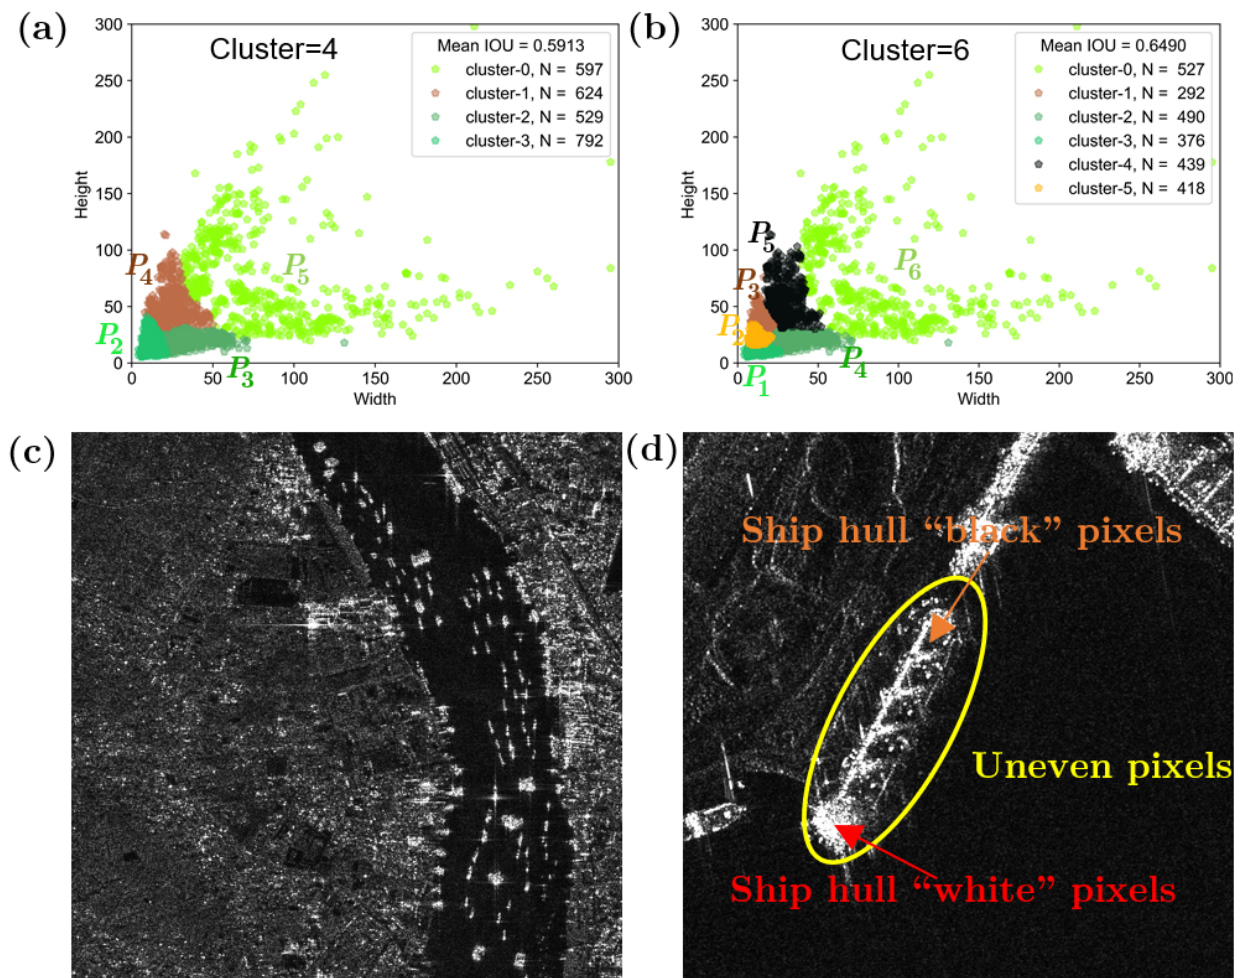 (a)
300
250
200
150
100
50
0
Height
Cluster=4
Mean IOU = 0.5913
cluster-0, N = 597
cluster-1, N = 624
cluster-2, N = 529
cluster-3, N = 792
P4
P5
P2
P3
0 50 100 150 200 250 300
Width
(b)
300
250
200
150
100
50
0
Height
Cluster=6
Mean IOU = 0.6490
cluster-0, N = 527
cluster-1, N = 292
cluster-2, N = 490
cluster-3, N = 376
cluster-4, N = 439
cluster-5, N = 418
P5
P6
P3
P2
P4
P1
0 50 100 150 200 250 300
Width
(c)
(d)
Ship hull “black” pixels
Uneven pixels
Ship hull “white” pixels